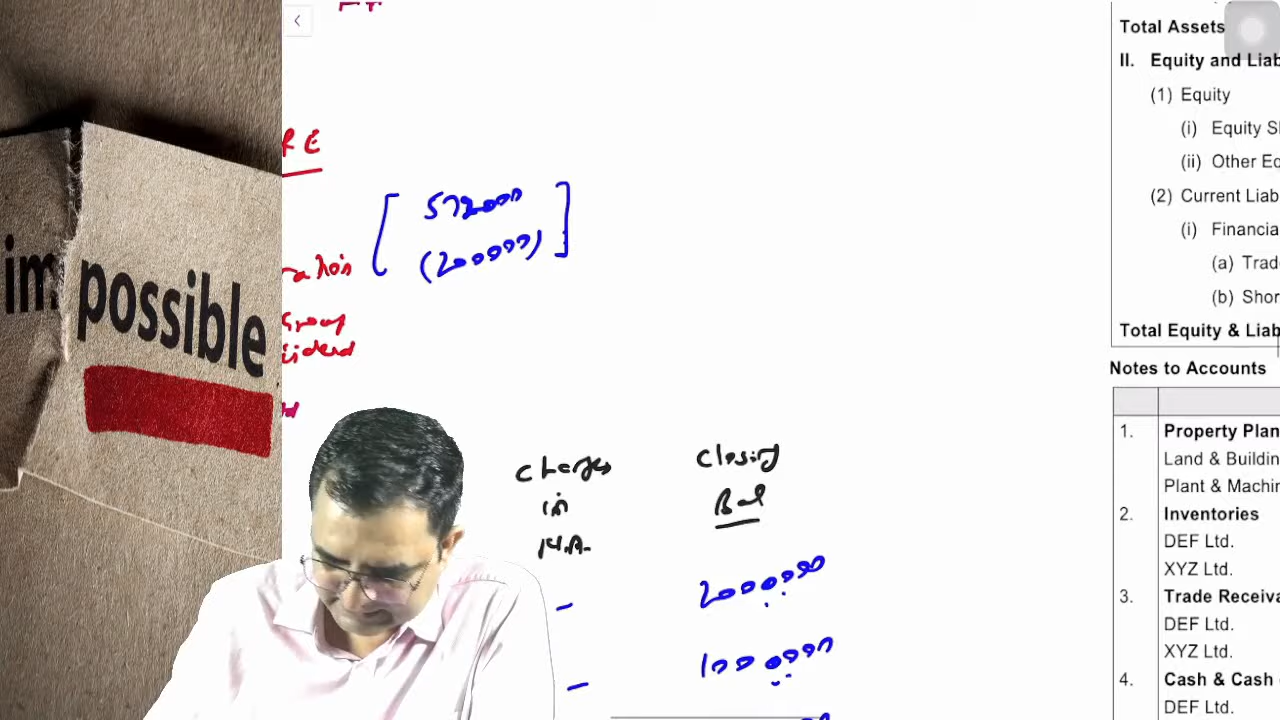 impossible
RE
[ 572000
(200000) ]
ration
Group
Changes
in
N.A.
-
-
Closing
Bal
2000000
1000000
Total Assets
II. Equity and Liab
(1) Equity
(i) Equity S
(ii) Other Eq
(2) Current Liab
(i) Financia
(a) Trad
(b) Shor
Total Equity & Liab
Notes to Accounts
1. Property Plan
Land & Buildin
Plant & Machin
2. Inventories
DEF Ltd.
XYZ Ltd.
3. Trade Receiva
DEF Ltd.
XYZ Ltd.
4. Cash & Cash
DEF Ltd.